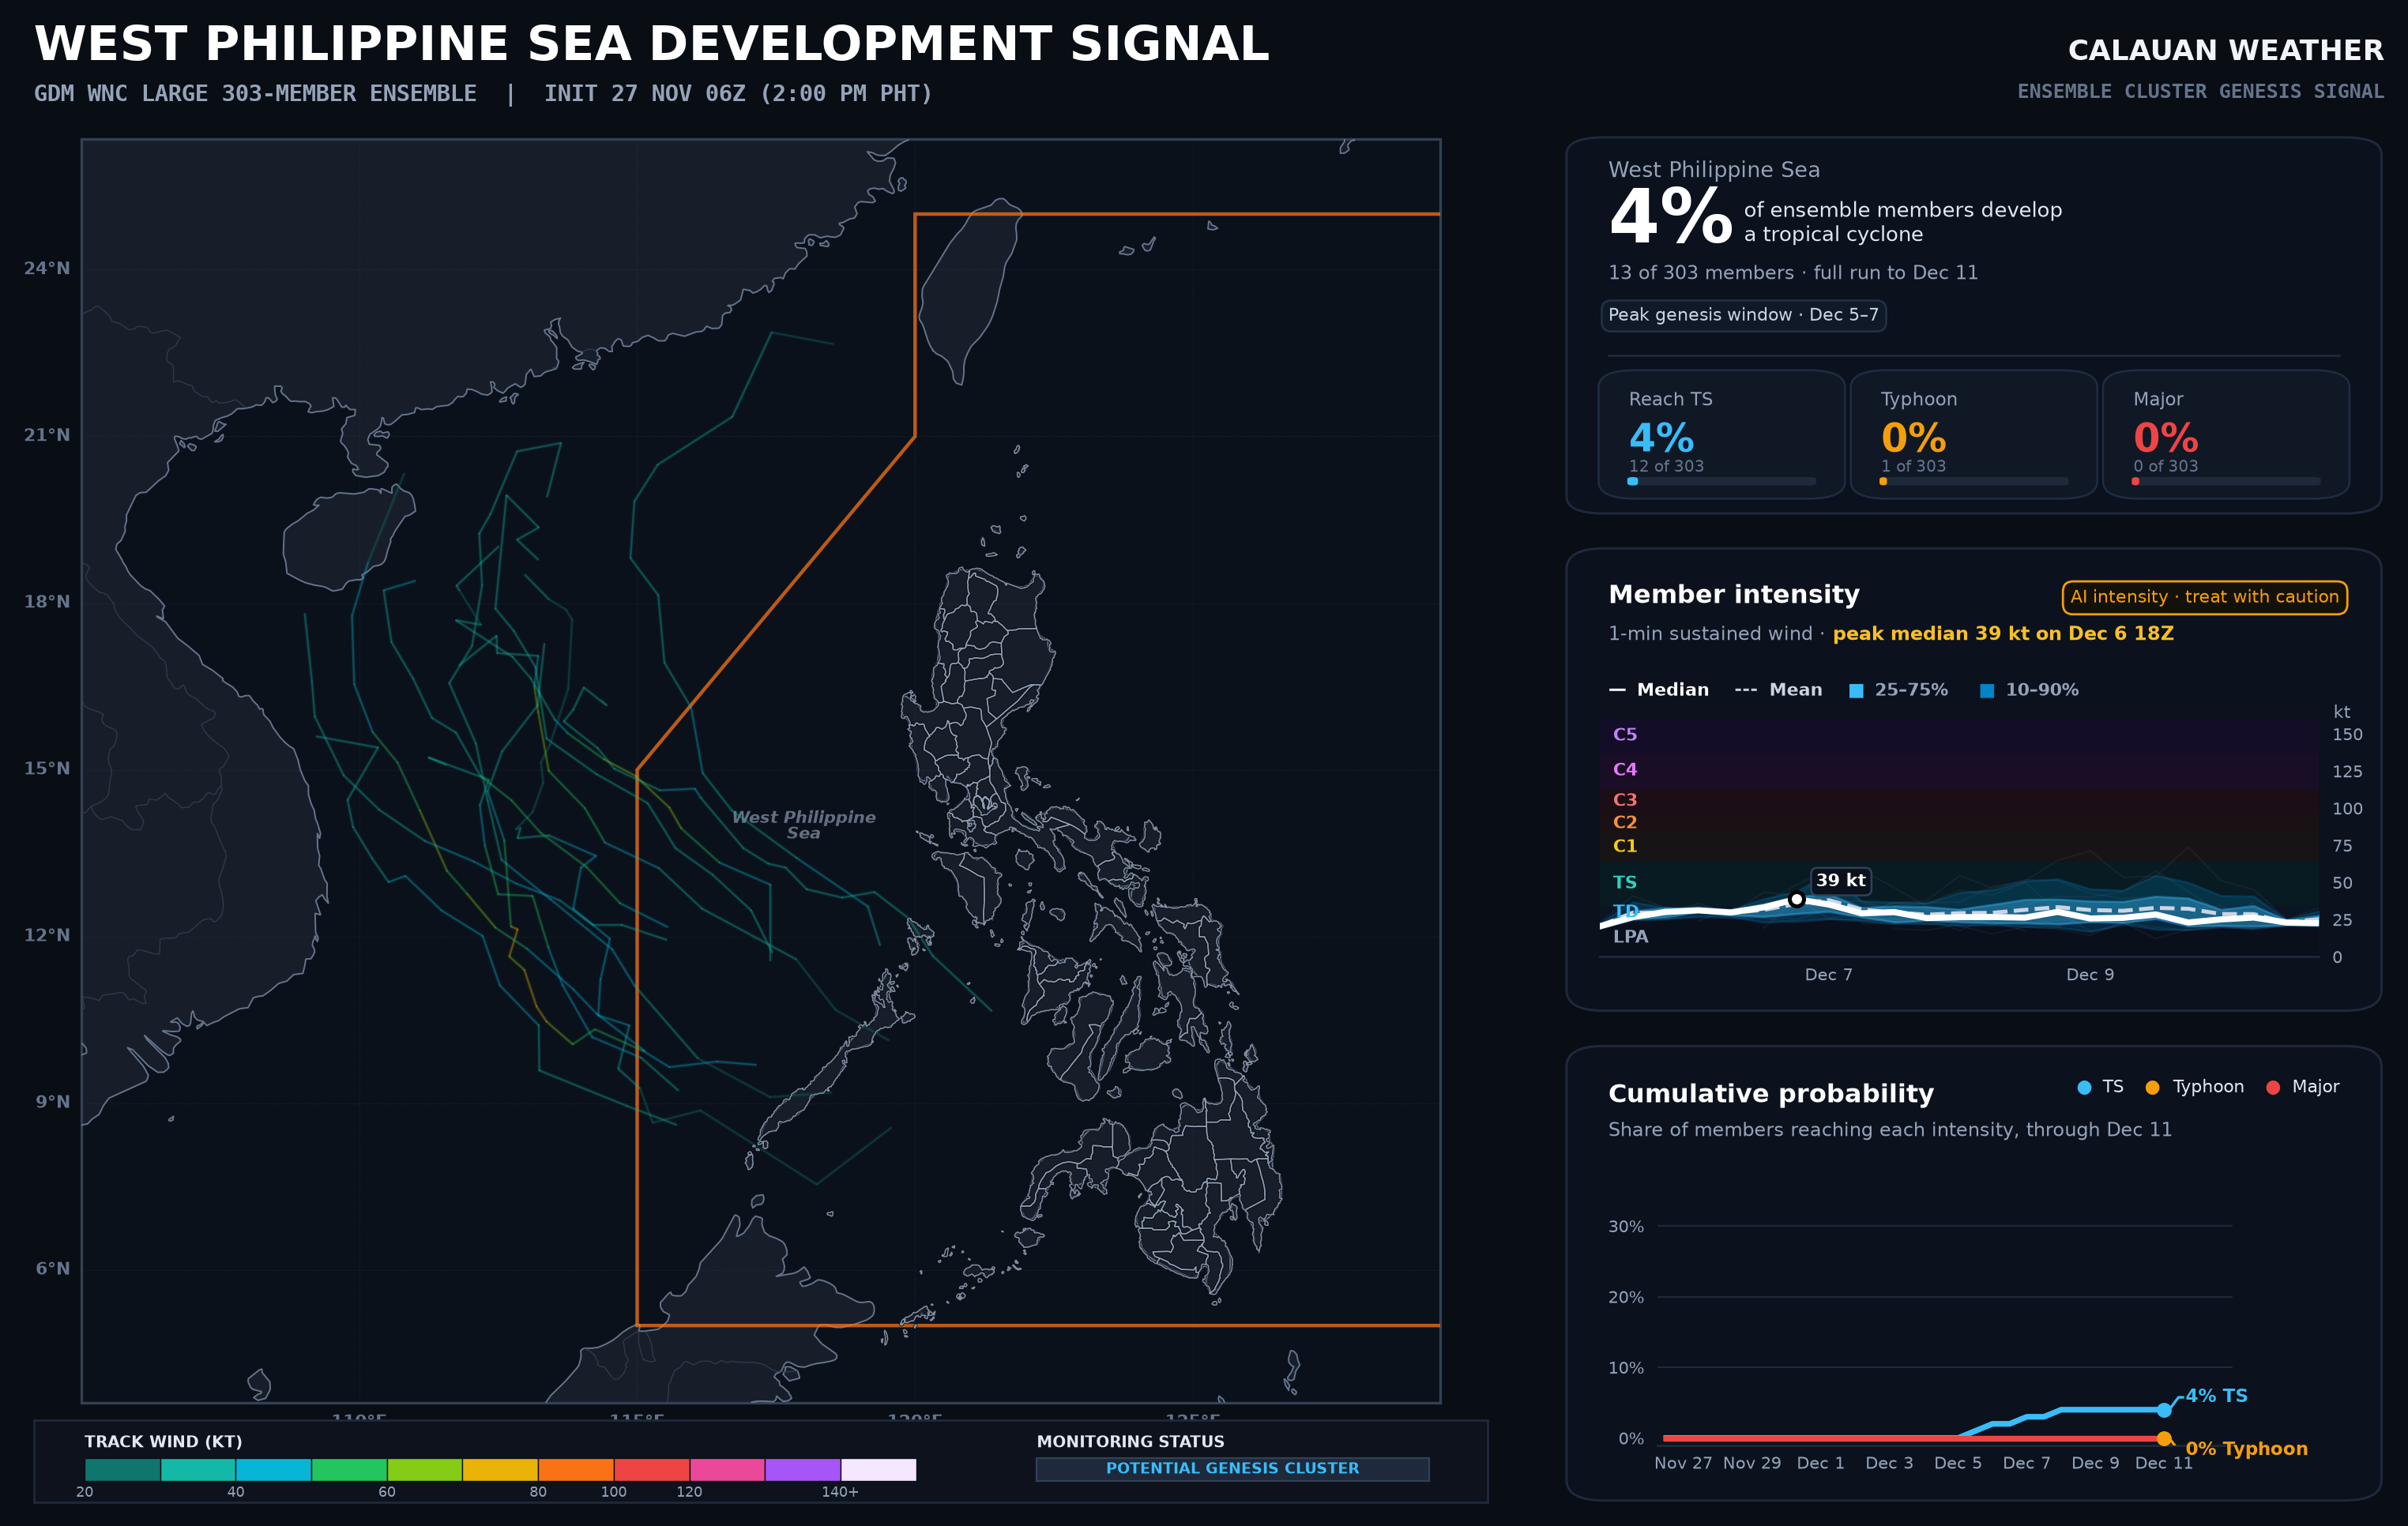 WEST PHILIPPINE SEA DEVELOPMENT SIGNAL
GDM WNC LARGE 303-MEMBER ENSEMBLE | INIT 27 NOV 06Z (2:00 PM PHT)
CALAUAN WEATHER
ENSEMBLE CLUSTER GENESIS SIGNAL
24°N
21°N
18°N
15°N
12°N
9°N
6°N
West Philippine
Sea
110°E
115°E
120°E
125°E
TRACK WIND (KT)
20
40
60
80
100
120
140+
MONITORING STATUS
POTENTIAL GENESIS CLUSTER
West Philippine Sea
4%
of ensemble members develop
a tropical cyclone
13 of 303 members · full run to Dec 11
Peak genesis window · Dec 5–7
Reach TS
4%
12 of 303
Typhoon
0%
1 of 303
Major
0%
0 of 303
Member intensity
AI intensity · treat with caution
1-min sustained wind · peak median 39 kt on Dec 6 18Z
Median
Mean
25–75%
10–90%
kt
C5
C4
C3
C2
C1
TS
TD
LPA
39 kt
150
125
100
75
50
25
0
Dec 7
Dec 9
Cumulative probability
TS
Typhoon
Major
Share of members reaching each intensity, through Dec 11
30%
20%
10%
0%
4% TS
0% Typhoon
Nov 27
Nov 29
Dec 1
Dec 3
Dec 5
Dec 7
Dec 9
Dec 11